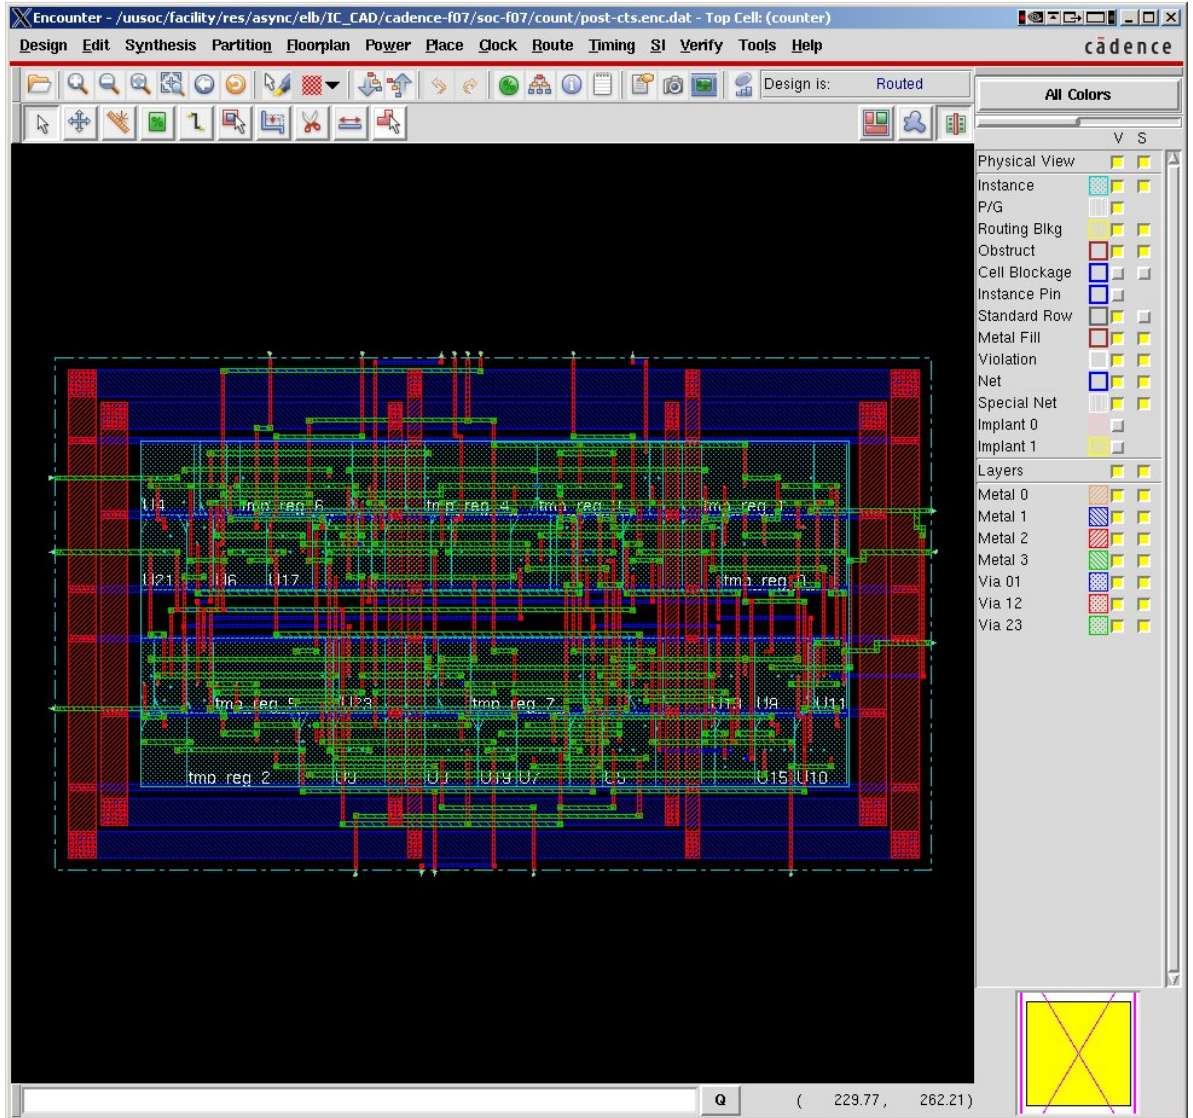 Encounter - /uusoc/facility/res/async/elb/IC_CAD/cadence-f07/soc-f07/count/post-cts.enc.dat - Top Cell: (counter)
Design Edit Synthesis Partition Floorplan Power Place Clock Route Timing SI Verify Tools Help
cādence
Design is: Routed
All Colors
V S
Physical View
Instance
P/G
Routing Blkg
Obstruct
Cell Blockage
Instance Pin
Standard Row
Metal Fill
Violation
Net
Special Net
Implant 0
Implant 1
Layers
Metal 0
Metal 1
Metal 2
Metal 3
Via 01
Via 12
Via 23
U4 tmp_reg_6 tmp_reg_4
U21 U6 U17 tmp_reg_0
tmp_reg_5 tmp_reg_7 U9 U11
tmp_reg_2 U19 U7 U15 U10
Q ( 229.77, 262.21)